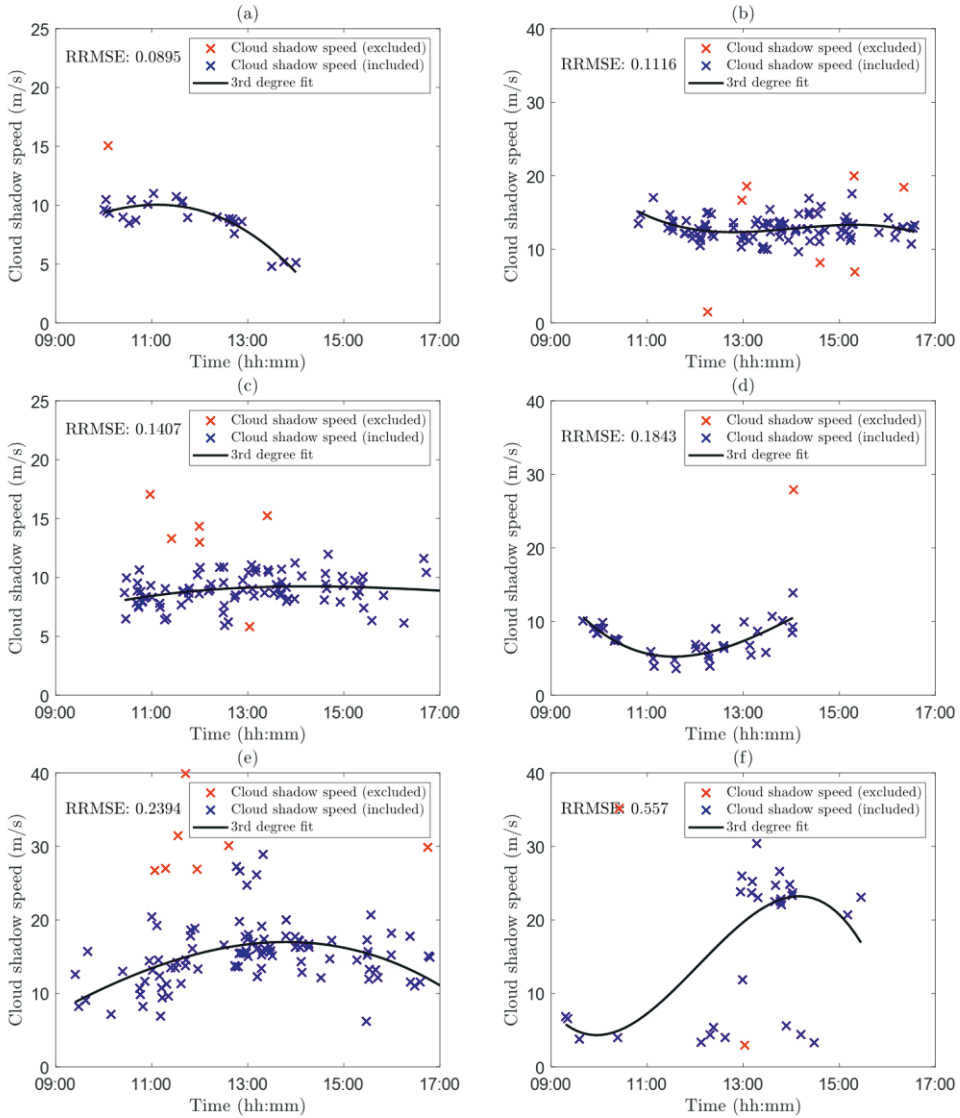 (a)
25
20
15
10
5
0
Cloud shadow speed (m/s)
RRMSE: 0.0895
Cloud shadow speed (excluded)
Cloud shadow speed (included)
3rd degree fit
09:00 11:00 13:00 15:00 17:00
Time (hh:mm)
(b)
40
30
20
10
0
Cloud shadow speed (m/s)
RRMSE: 0.1116
Cloud shadow speed (excluded)
Cloud shadow speed (included)
3rd degree fit
09:00 11:00 13:00 15:00 17:00
Time (hh:mm)
(c)
25
20
15
10
5
0
Cloud shadow speed (m/s)
RRMSE: 0.1407
Cloud shadow speed (excluded)
Cloud shadow speed (included)
3rd degree fit
09:00 11:00 13:00 15:00 17:00
Time (hh:mm)
(d)
40
30
20
10
0
Cloud shadow speed (m/s)
RRMSE: 0.1843
Cloud shadow speed (excluded)
Cloud shadow speed (included)
3rd degree fit
09:00 11:00 13:00 15:00 17:00
Time (hh:mm)
(e)
40
30
20
10
0
Cloud shadow speed (m/s)
RRMSE: 0.2394
Cloud shadow speed (excluded)
Cloud shadow speed (included)
3rd degree fit
09:00 11:00 13:00 15:00 17:00
Time (hh:mm)
(f)
40
30
20
10
0
Cloud shadow speed (m/s)
RRMSE: 0.557
Cloud shadow speed (excluded)
Cloud shadow speed (included)
3rd degree fit
09:00 11:00 13:00 15:00 17:00
Time (hh:mm)